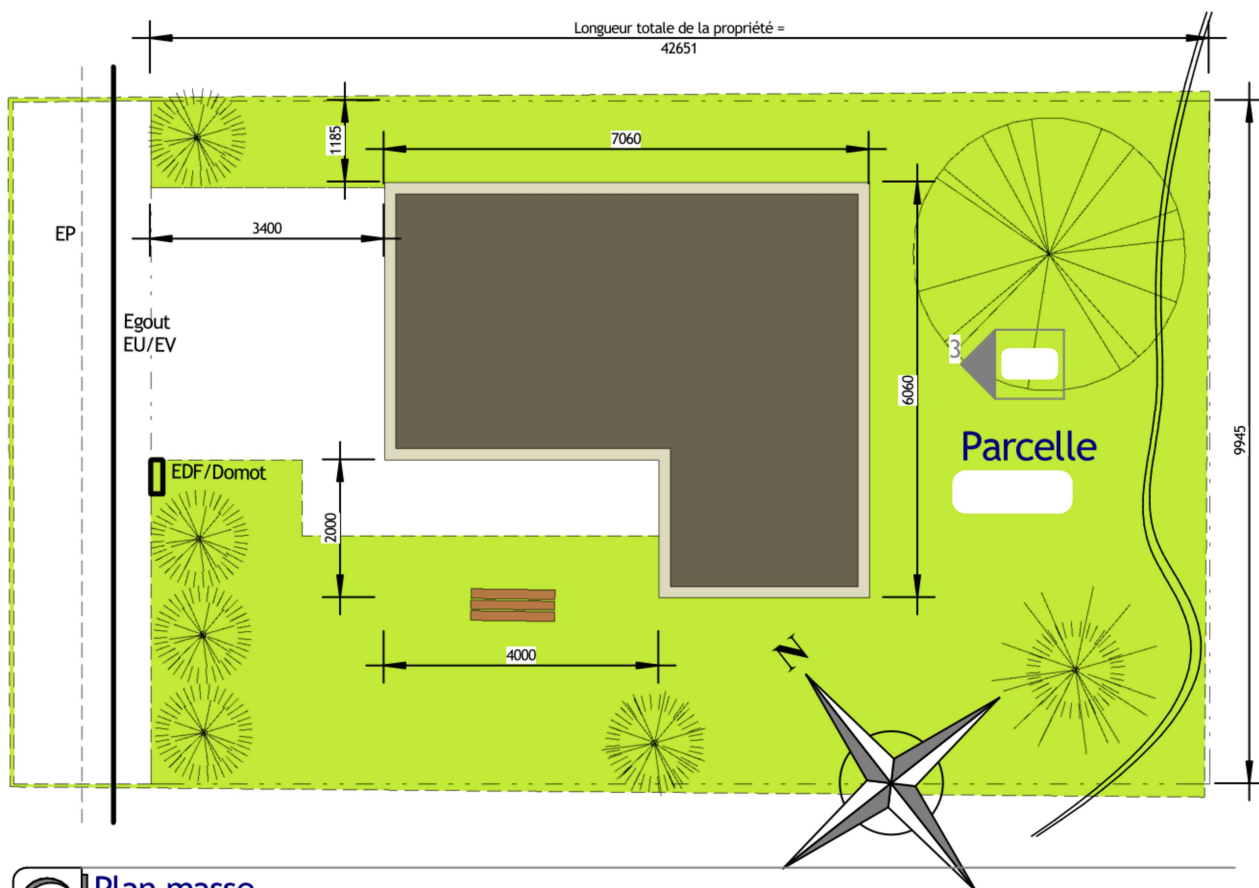 Longueur totale de la propriété =
42651
1185
7060
EP
3400
Egout
EU/EV
3
6060
Parcelle
9945
EDF/Domot
2000
4000
N
Plan masse